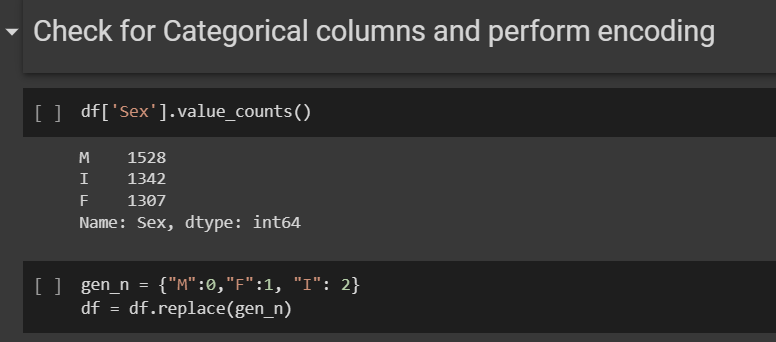 Check for Categorical columns and perform encoding
[ ] df['Sex'].value_counts()
M    1528
I    1342
F    1307
Name: Sex, dtype: int64
[ ] gen_n = {"M":0,"F":1, "I": 2}
df = df.replace(gen_n)